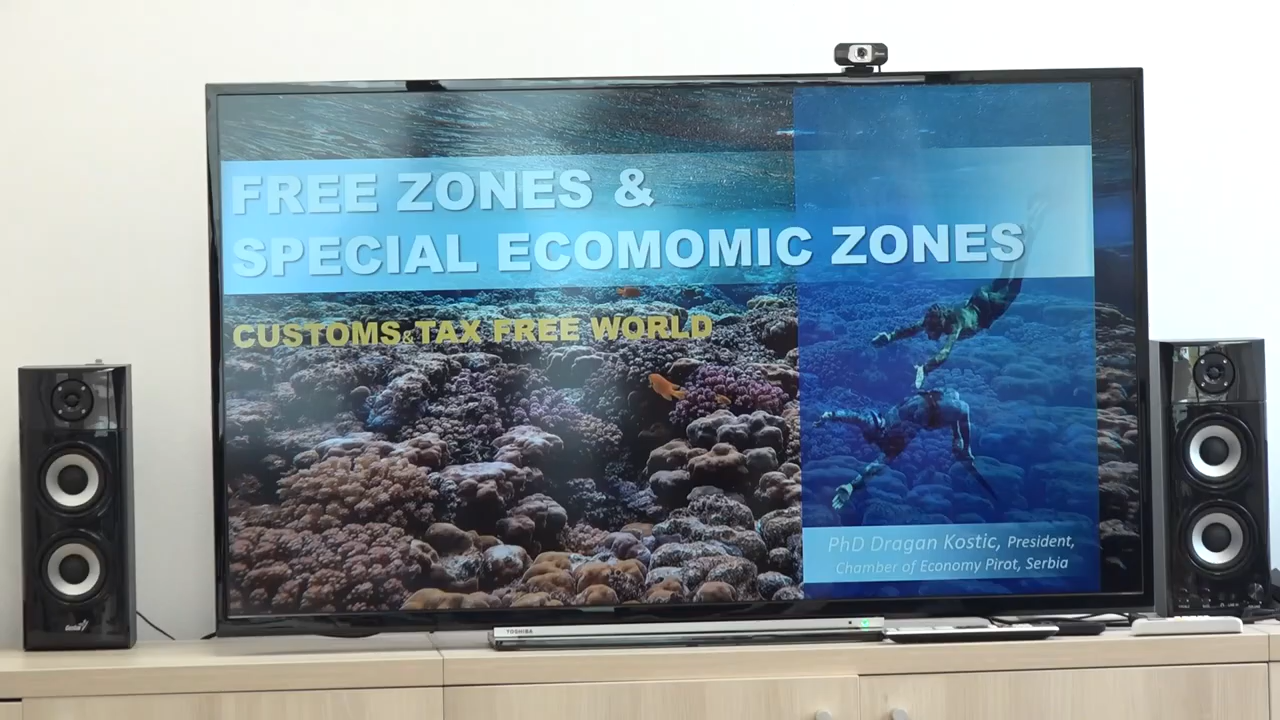 FREE ZONES &
SPECIAL ECOMOMIC ZONES
CUSTOMS&TAX FREE WORLD
PhD Dragan Kostic, President,
Chamber of Economy Pirot, Serbia
TOSHIBA
Genius